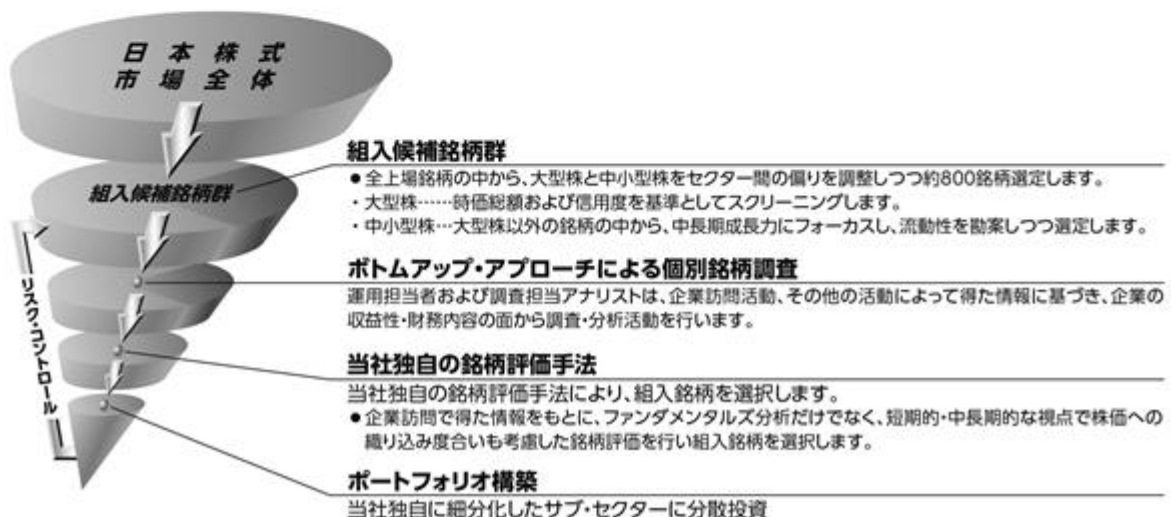 日本株式
市場全体
組入候補銘柄群
リスク・コントロール
組入候補銘柄群
●全上場銘柄の中から、大型株と中小型株をセクター間の偏りを調整しつつ約800銘柄選定します。
・大型株……時価総額および信用度を基準としてスクリーニングします。
・中小型株…大型株以外の銘柄の中から、中長期成長力にフォーカスし、流動性を勘案しつつ選定します。
ボトムアップ・アプローチによる個別銘柄調査
運用担当者および調査担当アナリストは、企業訪問活動、その他の活動によって得た情報に基づき、企業の
収益性・財務内容の面から調査・分析活動を行います。
当社独自の銘柄評価手法
当社独自の銘柄評価手法により、組入銘柄を選択します。
●企業訪問で得た情報をもとに、ファンダメンタルズ分析だけでなく、短期的・中長期的な視点で株価への
織り込み度合いも考慮した銘柄評価を行い組入銘柄を選択します。
ポートフォリオ構築
当社独自に細分化したサブ・セクターに分散投資